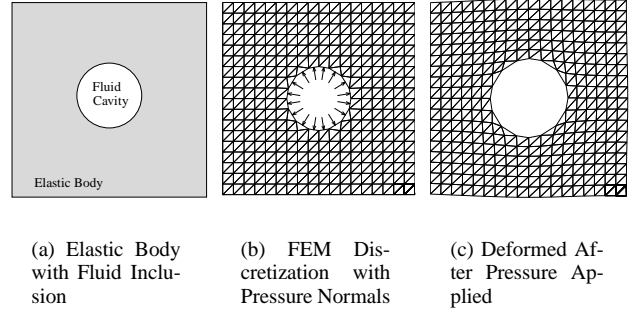 Fluid
Cavity
Elastic Body
(a) Elastic Body
with Fluid Inclu-
sion
(b) FEM Dis-
cretization with
Pressure Normals
(c) Deformed Af-
ter Pressure Ap-
plied